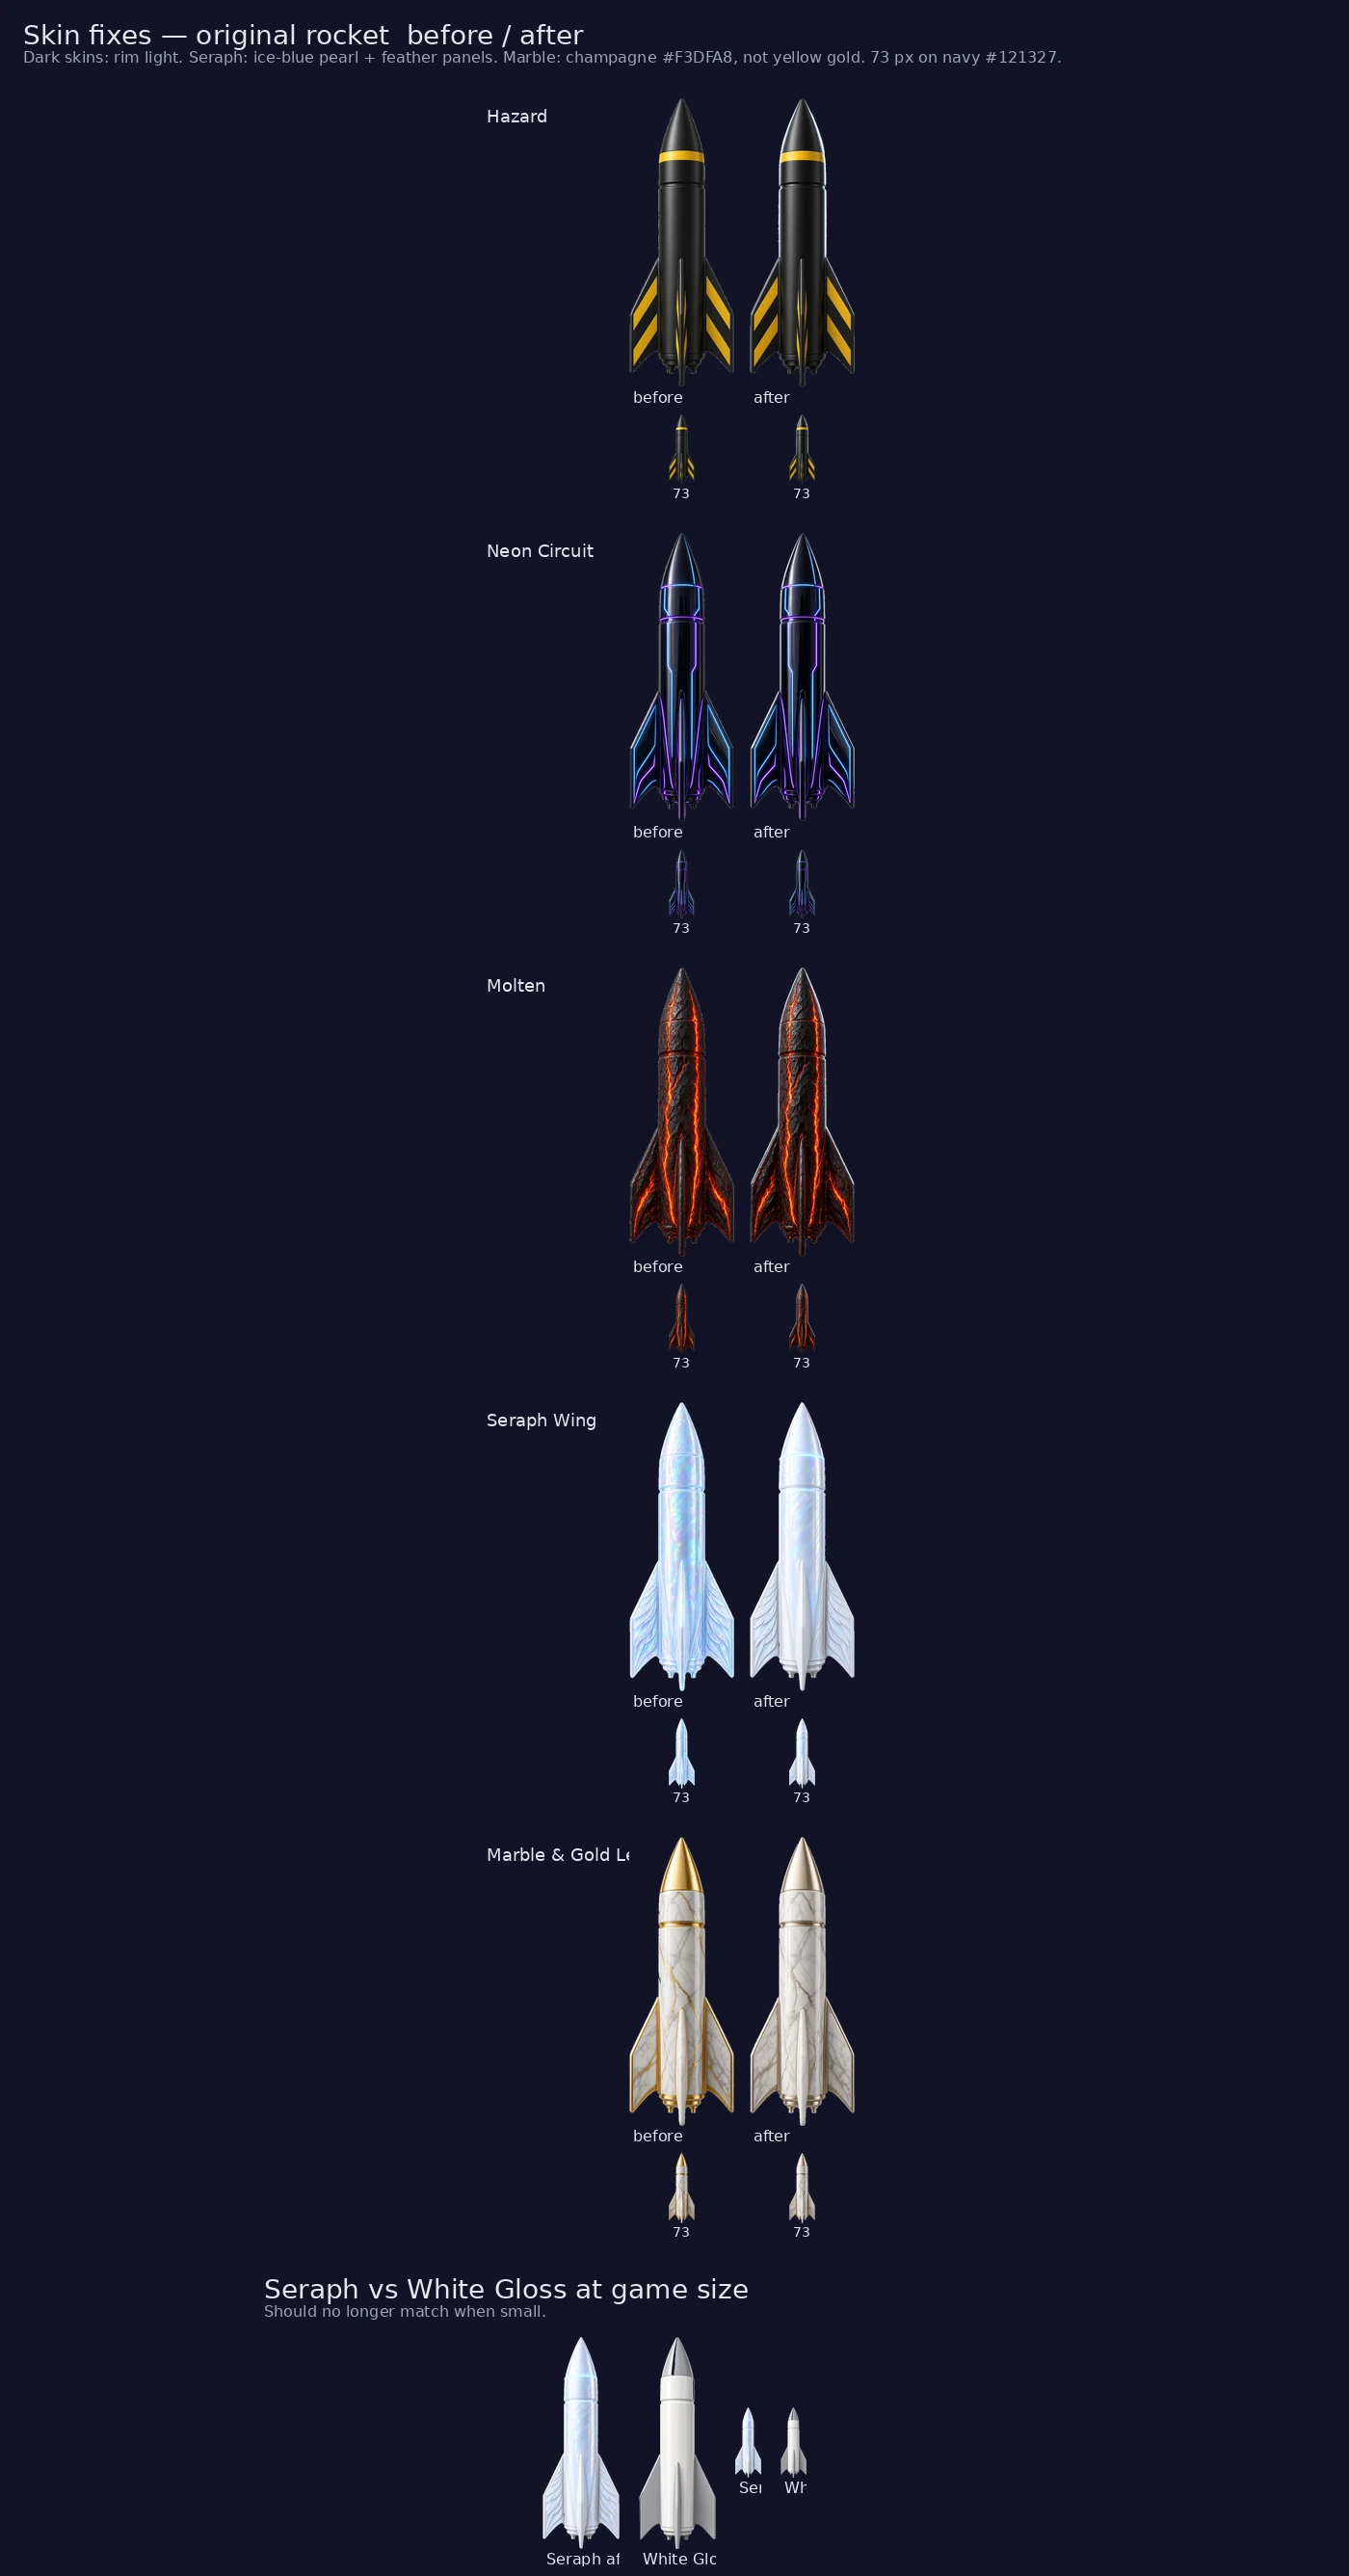 Skin fixes — original rocket before / after
Dark skins: rim light. Seraph: ice-blue pearl + feather panels. Marble: champagne #F3DFA8, not yellow gold. 73 px on navy #121327.
Hazard
before after
73 73
Neon Circuit
before after
73 73
Molten
before after
73 73
Seraph Wing
before after
73 73
Marble & Gold Le
before after
73 73
Seraph vs White Gloss at game size
Should no longer match when small.
Ser Wh
Seraph af White Glo